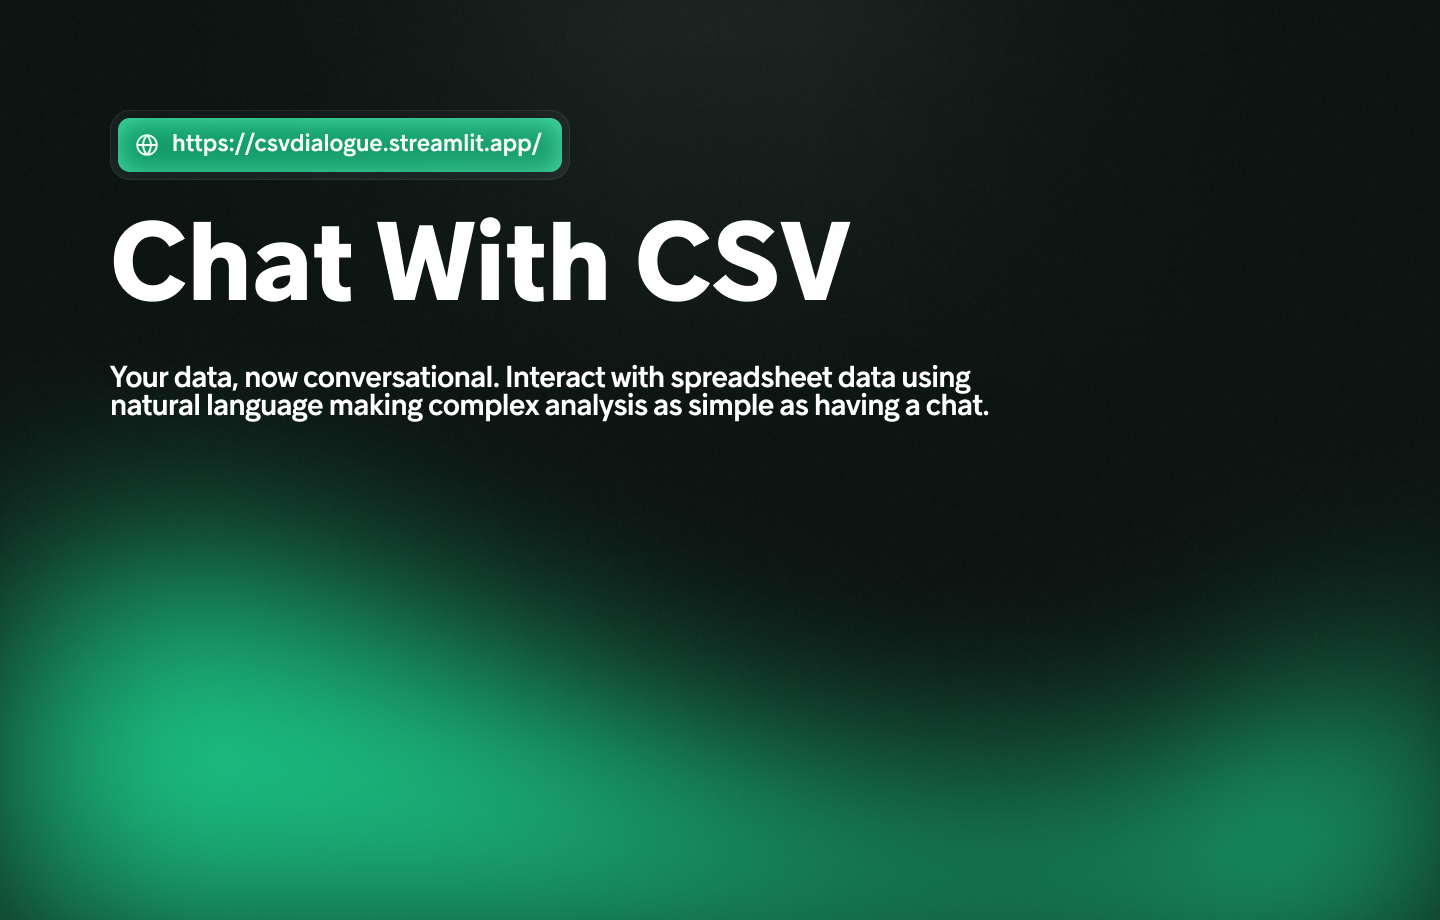 https://csvdialogue.streamlit.app/
Chat With CSV
Your data, now conversational. Interact with spreadsheet data using
natural language making complex analysis as simple as having a chat.